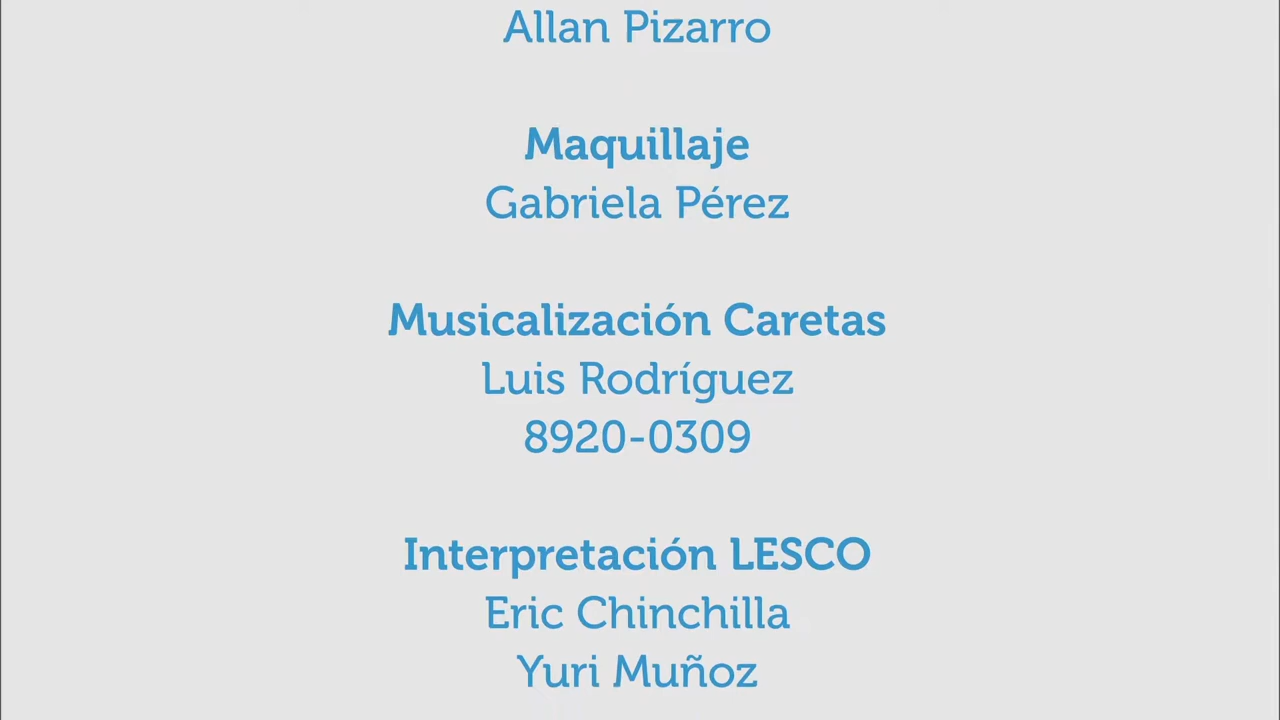 Allan Pizarro
Maquillaje
Gabriela Pérez
Musicalización Caretas
Luis Rodríguez
8920-0309
Interpretación LESCO
Eric Chinchilla
Yuri Muñoz